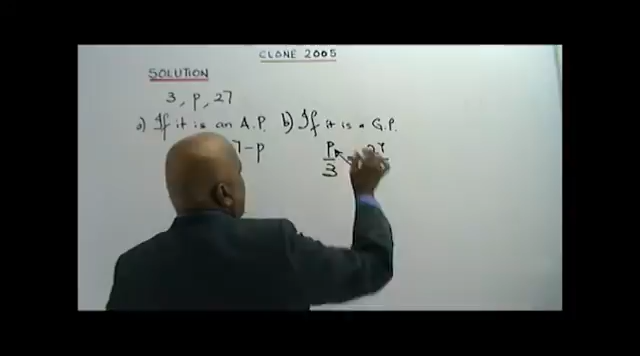 CLONE 2005
SOLUTION
3, p, 27
a) If it is an A.P. b) If it is a G.P.
7 - p
p
3